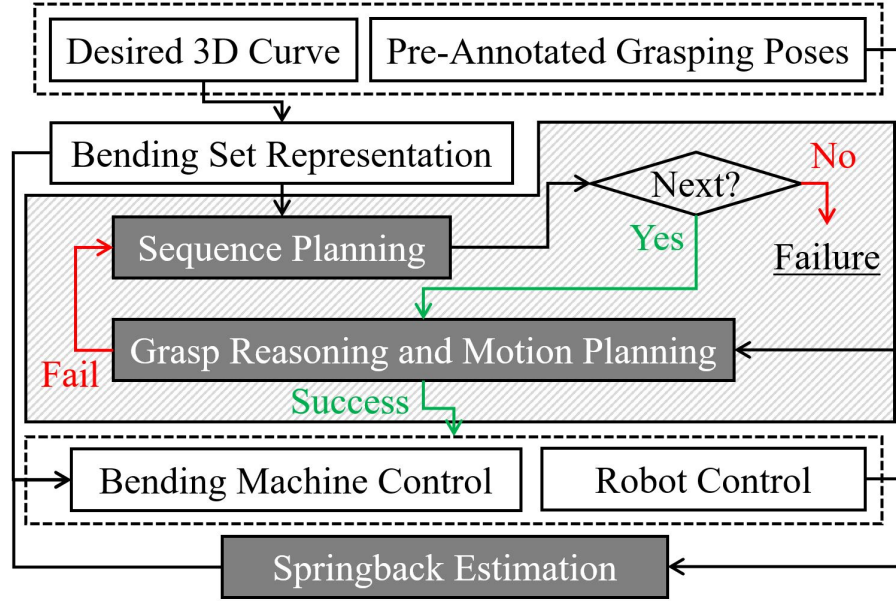 Desired 3D Curve
Pre-Annotated Grasping Poses
Bending Set Representation
Next?
No
Sequence Planning
Yes
Failure
Grasp Reasoning and Motion Planning
Fail
Success
Bending Machine Control
Robot Control
Springback Estimation